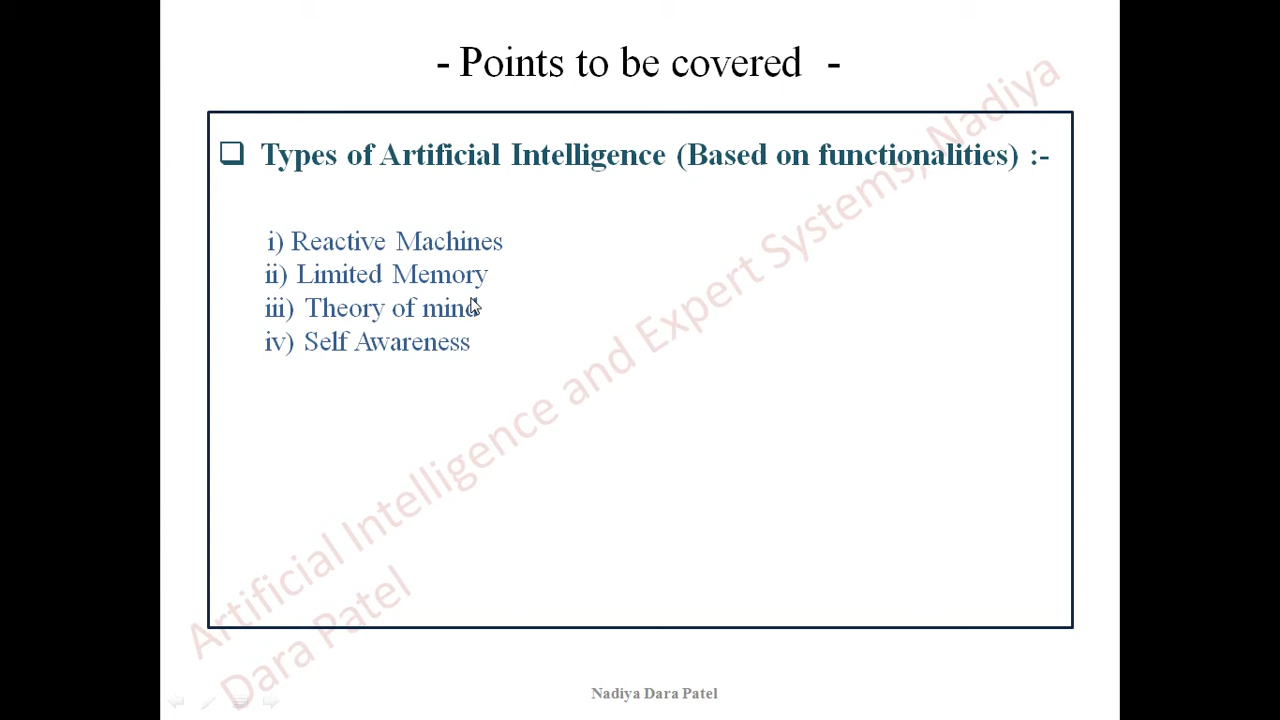 - Points to be covered -
❑ Types of Artificial Intelligence (Based on functionalities) :-
i) Reactive Machines
ii) Limited Memory
iii) Theory of mind
iv) Self Awareness
Artificial Intelligence and Expert Systems, Nadiya
Dara Patel
Nadiya Dara Patel